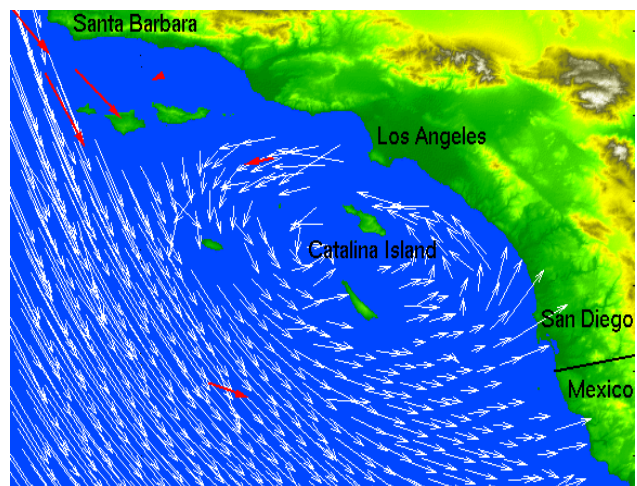 Santa Barbara
Los Angeles
Catalina Island
San Diego
Mexico